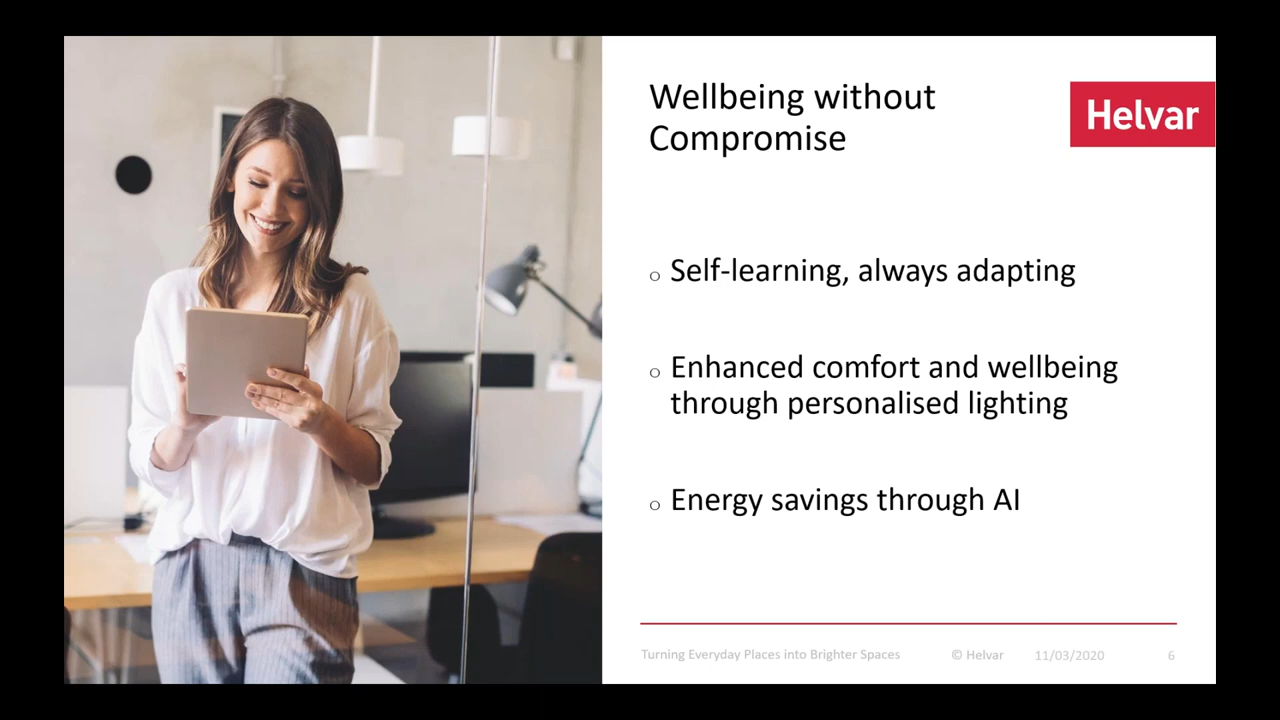 Wellbeing without
Compromise
Helvar
○ Self-learning, always adapting
○ Enhanced comfort and wellbeing
through personalised lighting
○ Energy savings through AI
Turning Everyday Places into Brighter Spaces © Helvar 11/03/2020 6